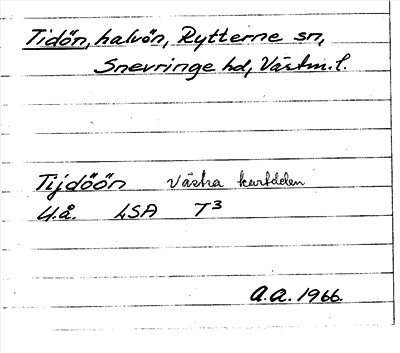 Tidön, halvön, Rytterne sn,
Snevringe hd, Västm. l.
Tijdöön Västra kartdelen
U.å. LSA T3
A.A. 1966.